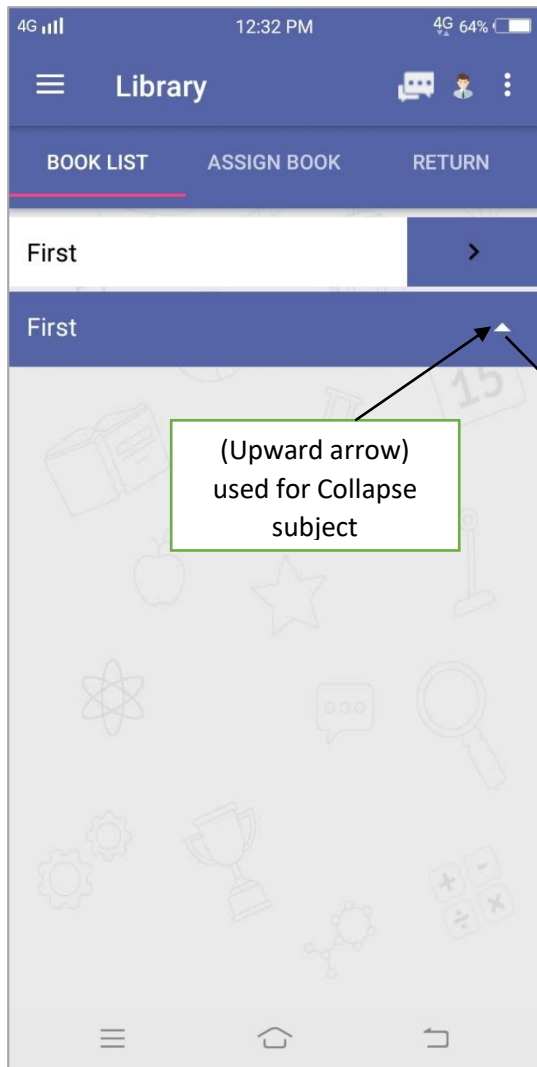 4G 12:32 PM 4G 64%
Library
BOOK LIST ASSIGN BOOK RETURN
First
First
15
(Upward arrow)
used for Collapse
subject